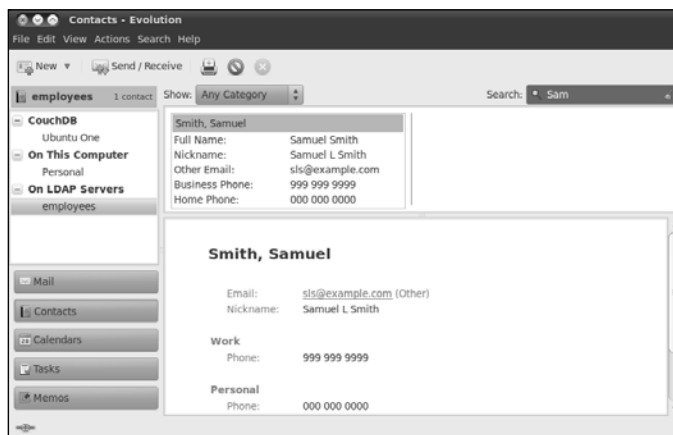 Contacts - Evolution
File Edit View Actions Search Help
New Send / Receive
employees 1 contact
Show: Any Category Search: Sam
CouchDB
Ubuntu One
On This Computer
Personal
On LDAP Servers
employees
Smith, Samuel
Full Name: Samuel Smith
Nickname: Samuel L Smith
Other Email: sls@example.com
Business Phone: 999 999 9999
Home Phone: 000 000 0000
Smith, Samuel
Email: sls@example.com (Other)
Nickname: Samuel L Smith
Work
Phone: 999 999 9999
Personal
Phone: 000 000 0000
Mail
Contacts
Calendars
Tasks
Memos